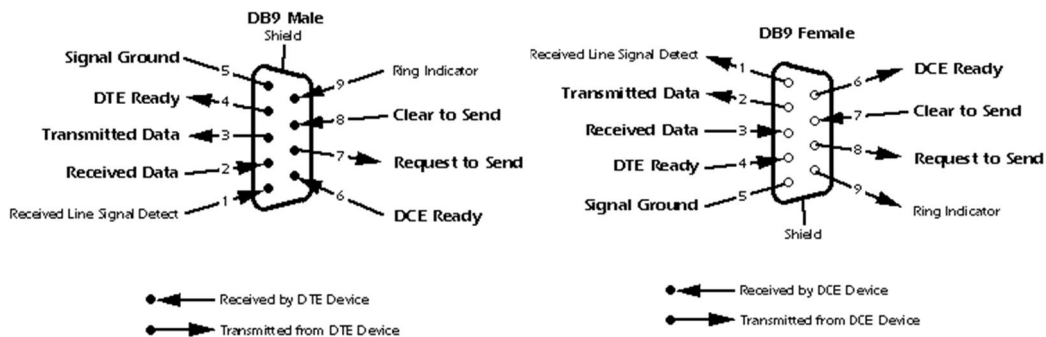 DB9 Male
Shield
Signal Ground
5
9
Ring Indicator
DTE Ready
4
8
Clear to Send
Transmitted Data
3
7
Request to Send
Received Data
2
6
DCE Ready
Received Line Signal Detect
1
Received by DTE Device
Transmitted from DTE Device
DB9 Female
Received Line Signal Detect
1
6
DCE Ready
Transmitted Data
2
7
Clear to Send
Received Data
3
8
Request to Send
DTE Ready
4
9
Ring Indicator
Signal Ground
5
Shield
Received by DCE Device
Transmitted from DCE Device